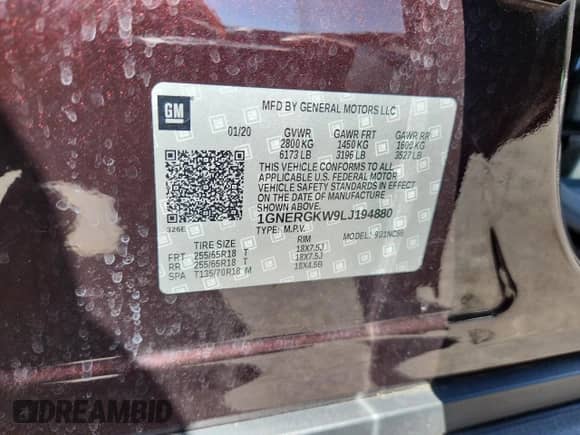 GM
MFD BY GENERAL MOTORS LLC
01/20 GVWR GAWR FRT GAWR RR
2800 KG 1450 KG 1600 KG
6173 LB 3196 LB 3527 LB
THIS VEHICLE CONFORMS TO ALL
APPLICABLE U.S. FEDERAL MOTOR
VEHICLE SAFETY STANDARDS IN EFFECT
ON THE DATE OF MANUFACTURE
SHOWN ABOVE.
1GNERGKW9LJ194880
326E
TYPE: M.P.V. MODEL:
TIRE SIZE RIM
FRT 255/65R18 T 18X7.5J
RR 255/65R18 T 18X7.5J
SPA T135/70R18 M 18X4.5B
DREAMBID